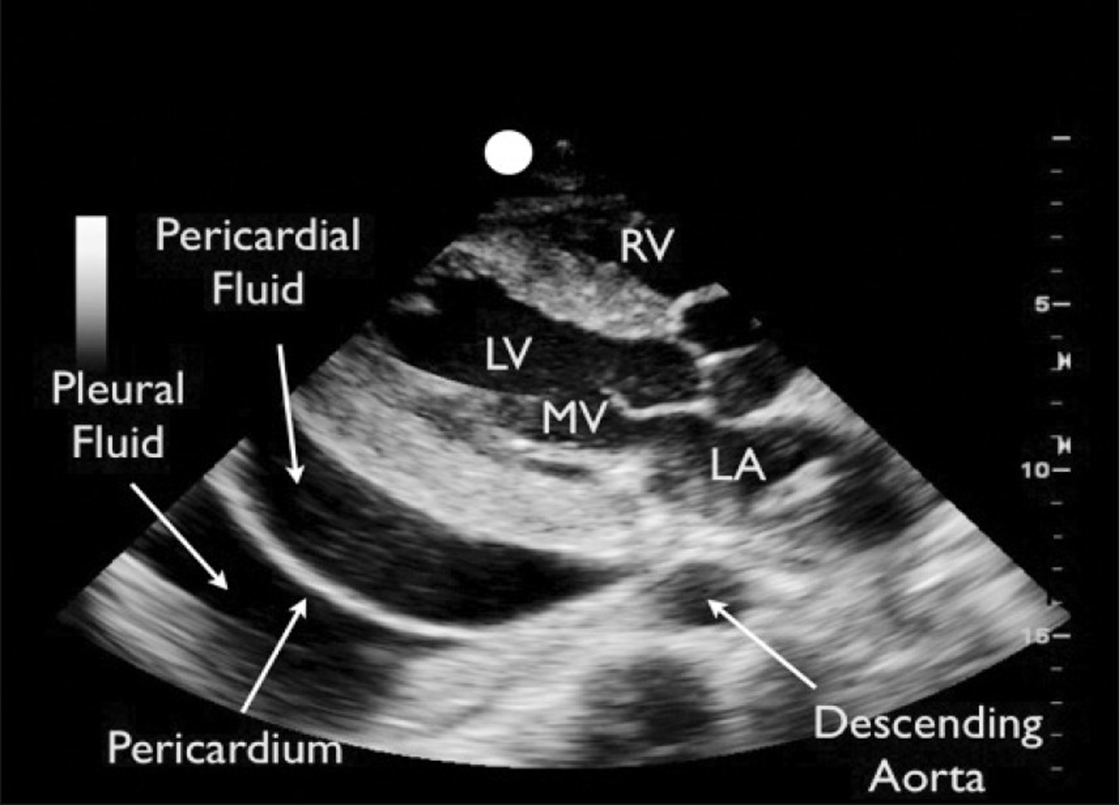 Pericardial
Fluid
RV
5
LV
Pleural
Fluid
MV
LA
10
15
Pericardium
Descending
Aorta